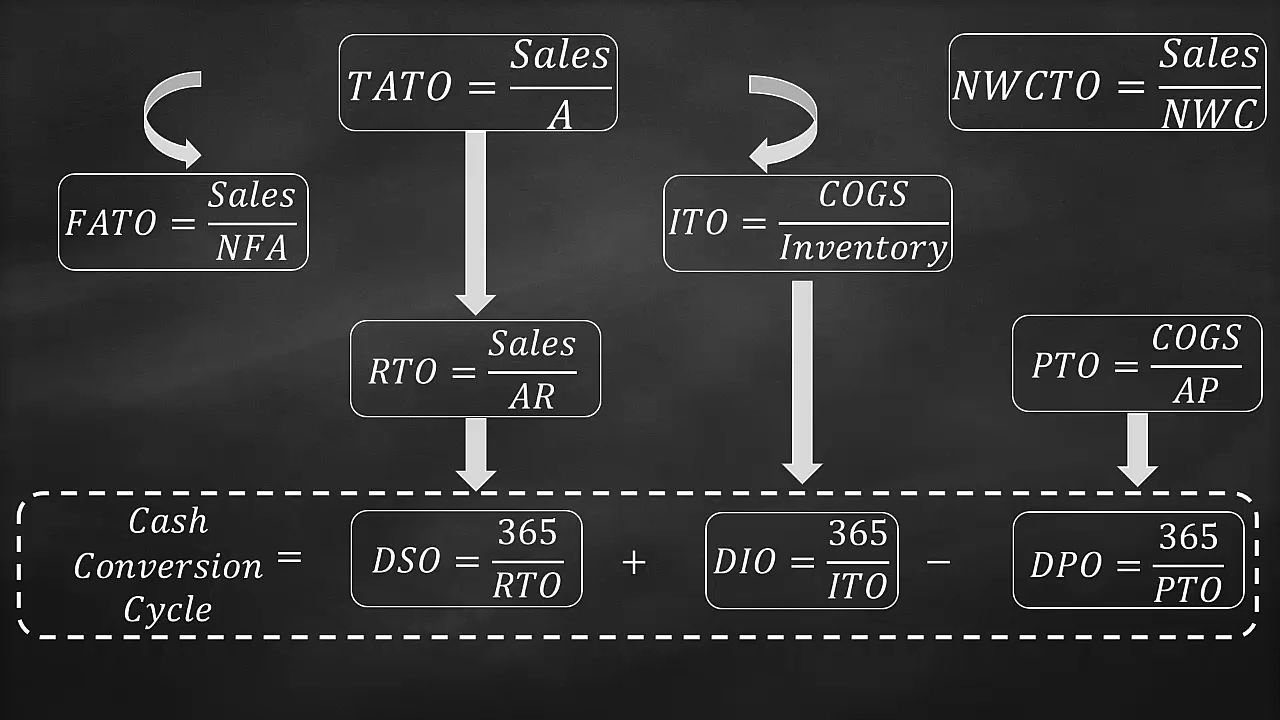 TATO = Sales / A
NWCTO = Sales / NWC
FATO = Sales / NFA
ITO = COGS / Inventory
RTO = Sales / AR
PTO = COGS / AP
Cash
Conversion
Cycle
=
DSO = 365 / RTO
+
DIO = 365 / ITO
−
DPO = 365 / PTO